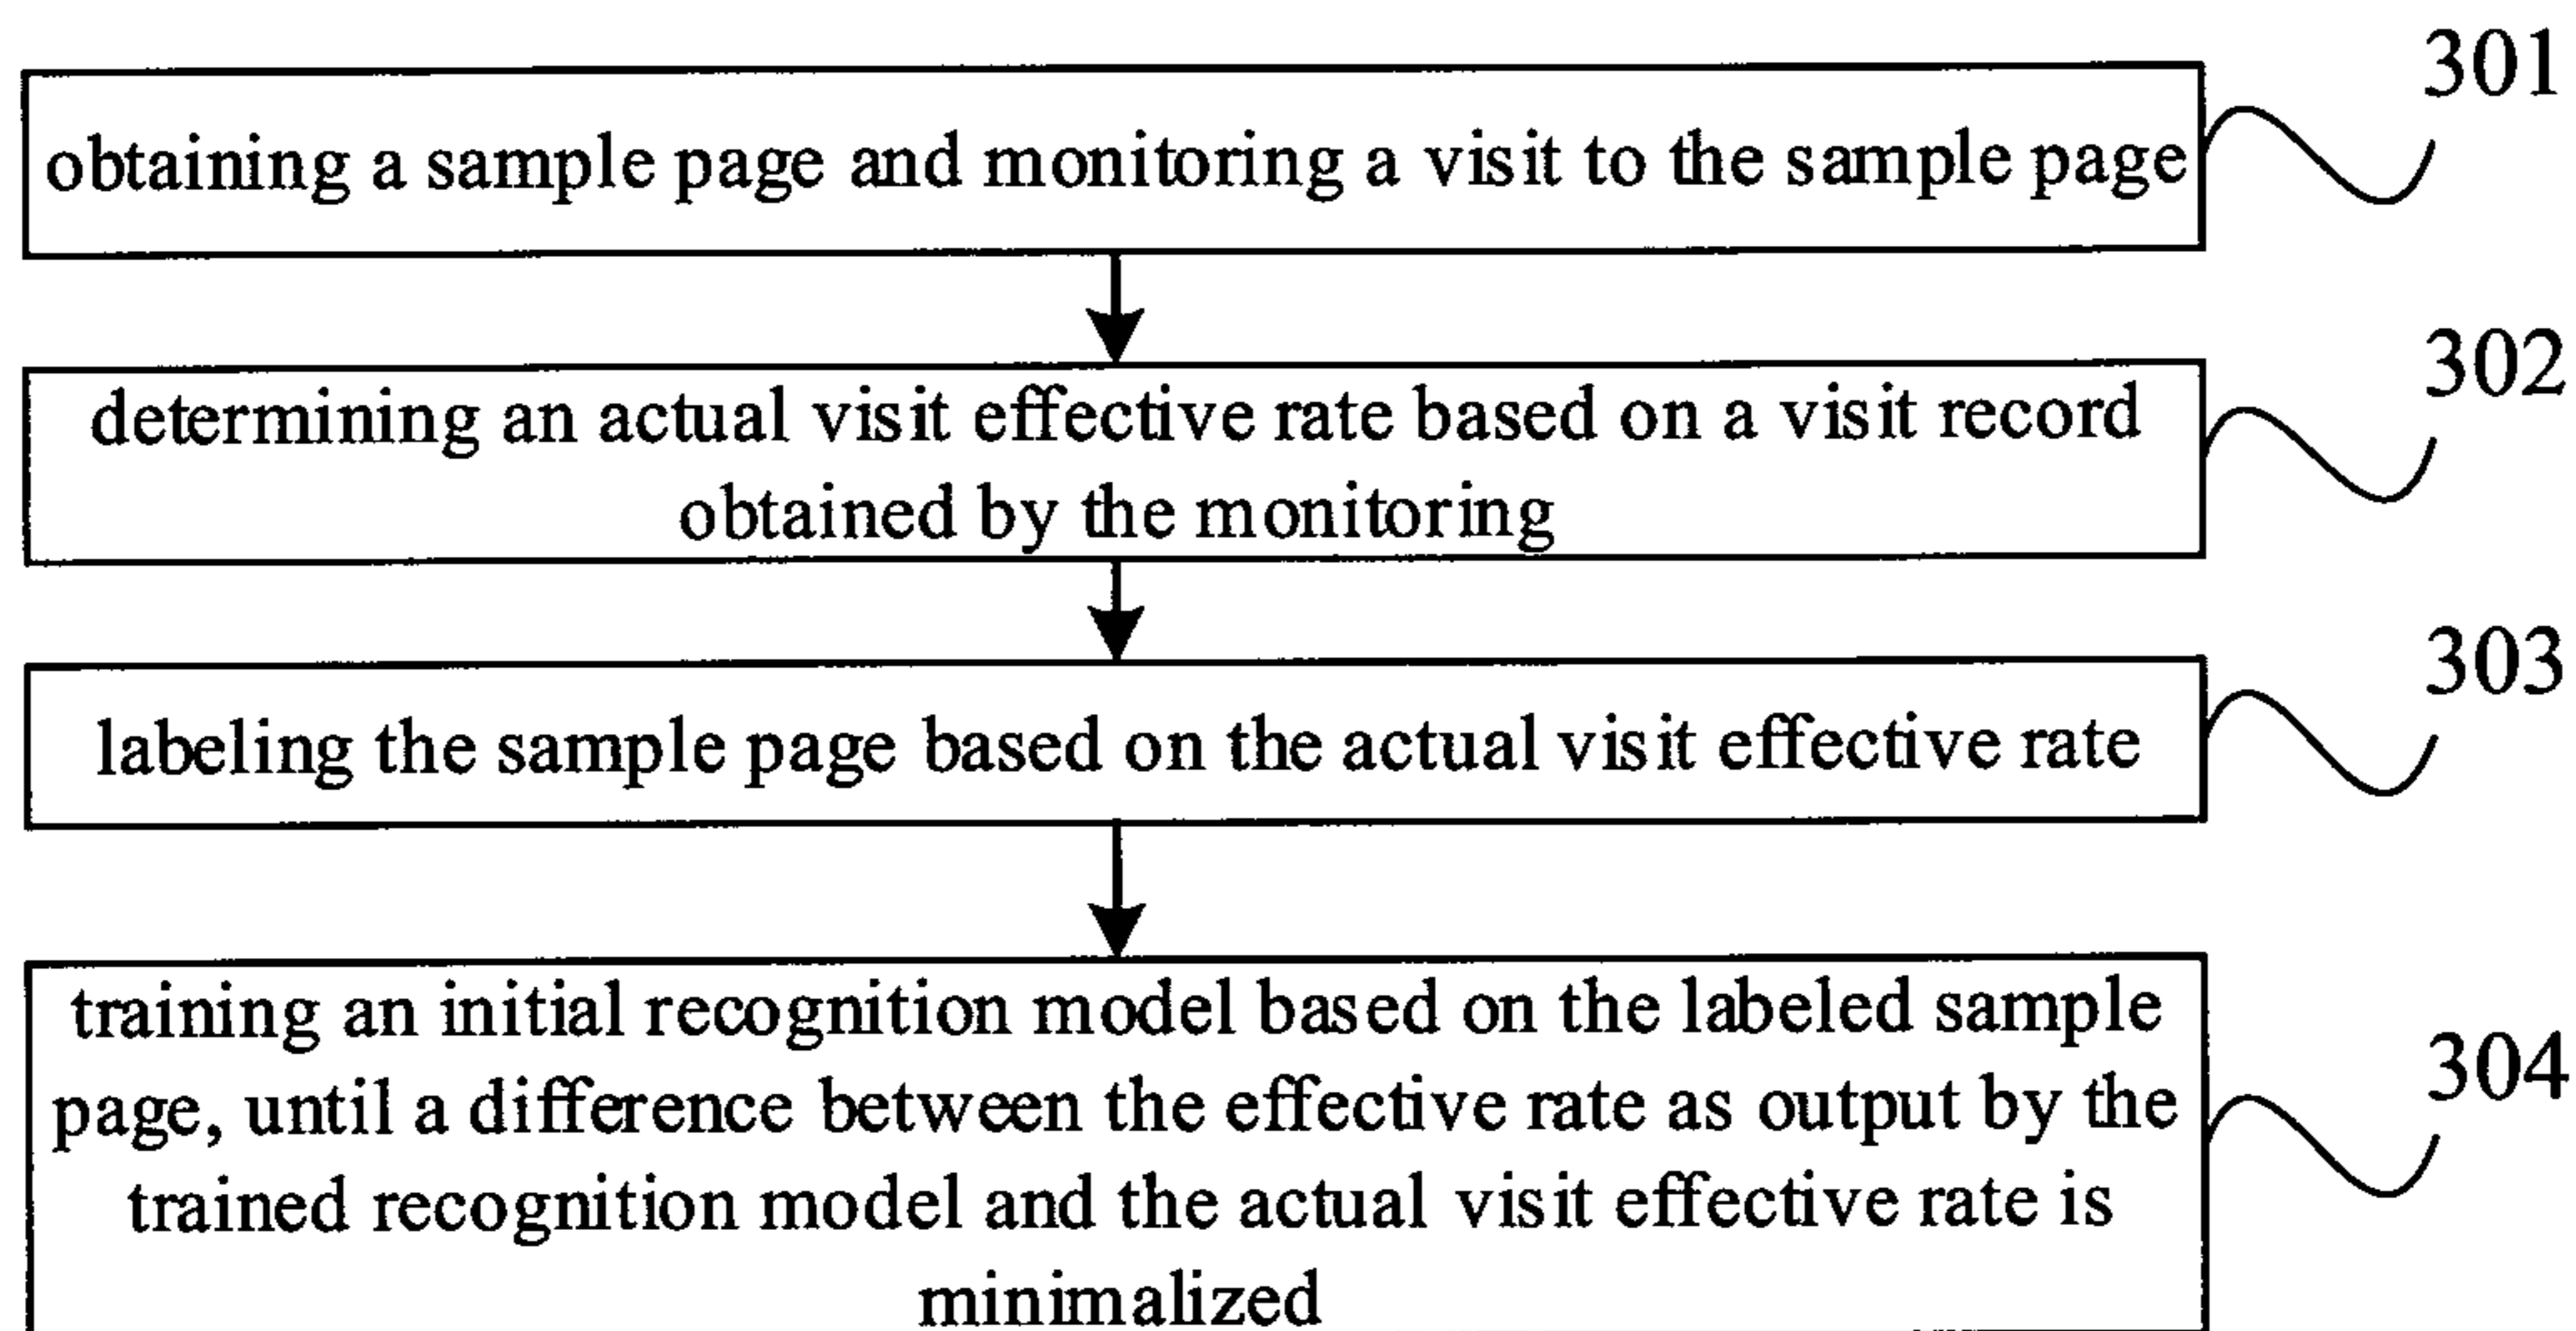 301
obtaining a sample page and monitoring a visit to the sample page
302
determining an actual visit effective rate based on a visit record
obtained by the monitoring
303
labeling the sample page based on the actual visit effective rate
304
training an initial recognition model based on the labeled sample
page, until a difference between the effective rate as output by the
trained recognition model and the actual visit effective rate is
minimalized